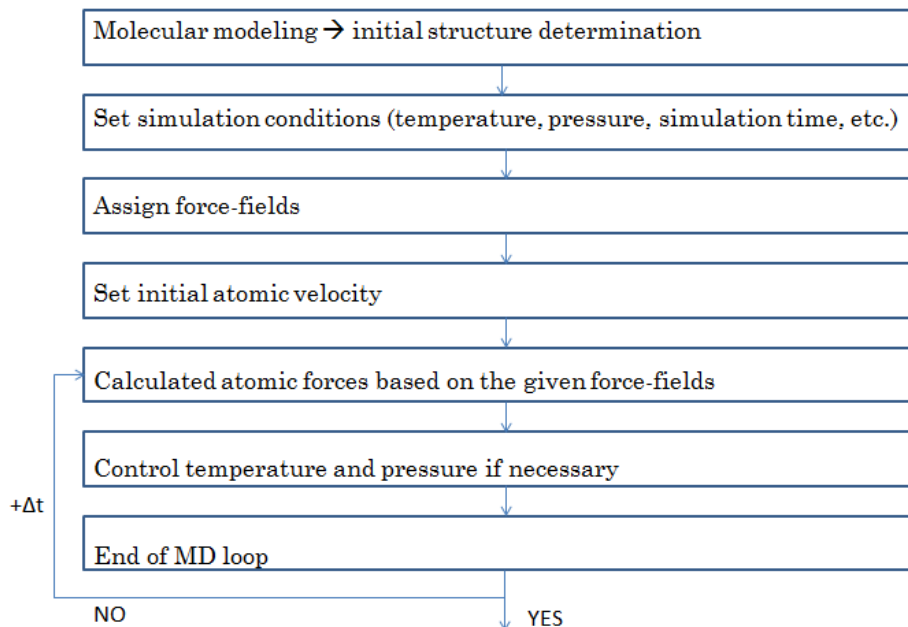 Molecular modeling → initial structure determination
Set simulation conditions (temperature, pressure, simulation time, etc.)
Assign force-fields
Set initial atomic velocity
Calculated atomic forces based on the given force-fields
Control temperature and pressure if necessary
+Δt
End of MD loop
NO
YES